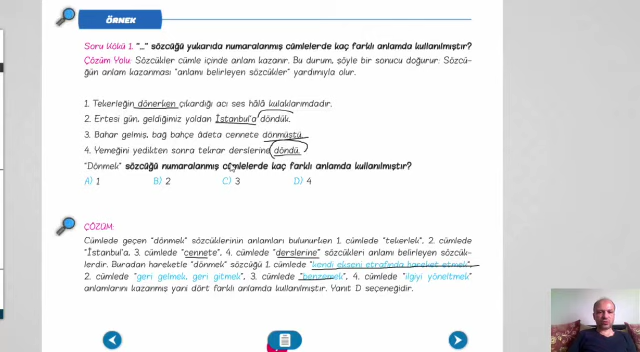 ÖRNEK
Soru Kökü 1. "..." sözcüğü yukarıda numaralanmış cümlelerde kaç farklı anlamda kullanılmıştır?
Çözüm Yolu: Sözcükler cümle içinde anlam kazanır. Bu durum, şöyle bir sonucu doğurur: Sözcü-
ğün anlam kazanması "anlamı belirleyen sözcükler" yardımıyla olur.
1. Tekerleğin dönerken çıkardığı acı ses hâlâ kulaklarımdadır.
2. Ertesi gün, geldiğimiz yoldan İstanbul'a döndük.
3. Bahar gelmiş, bağ bahçe âdeta cennete dönmüştü.
4. Yemeğini yedikten sonra tekrar derslerine döndü.
"Dönmek" sözcüğü numaralanmış cümlelerde kaç farklı anlamda kullanılmıştır?
A) 1 B) 2 C) 3 D) 4
ÇÖZÜM:
Cümlede geçen "dönmek" sözcüklerinin anlamları bulunurken 1. cümlede "tekerlek", 2. cümlede
"İstanbul'a, 3. cümlede "cennete", 4. cümlede "derslerine" sözcükleri anlamı belirleyen sözcük-
lerdir. Buradan hareketle "dönmek" sözcüğü 1. cümlede "kendi ekseni etrafında hareket etmek",
2. cümlede "geri gelmek, geri gitmek", 3. cümlede "benzemek", 4. cümlede "ilgiyi yöneltmek"
anlamlarını kazanmış yani dört farklı anlamda kullanılmıştır. Yanıt D seçeneğidir.